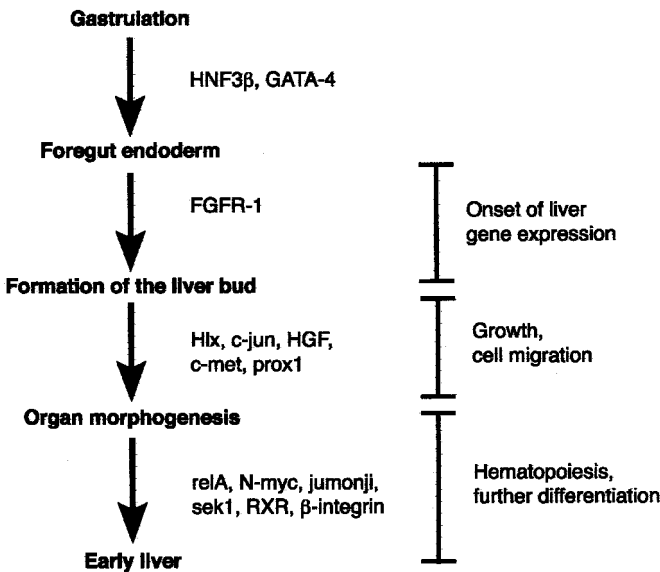 Gastrulation
HNF3β, GATA-4
Foregut endoderm
FGFR-1
Onset of liver
gene expression
Formation of the liver bud
Hlx, c-jun, HGF,
c-met, prox1
Growth,
cell migration
Organ morphogenesis
relA, N-myc, jumonji,
sek1, RXR, β-integrin
Hematopoiesis,
further differentiation
Early liver